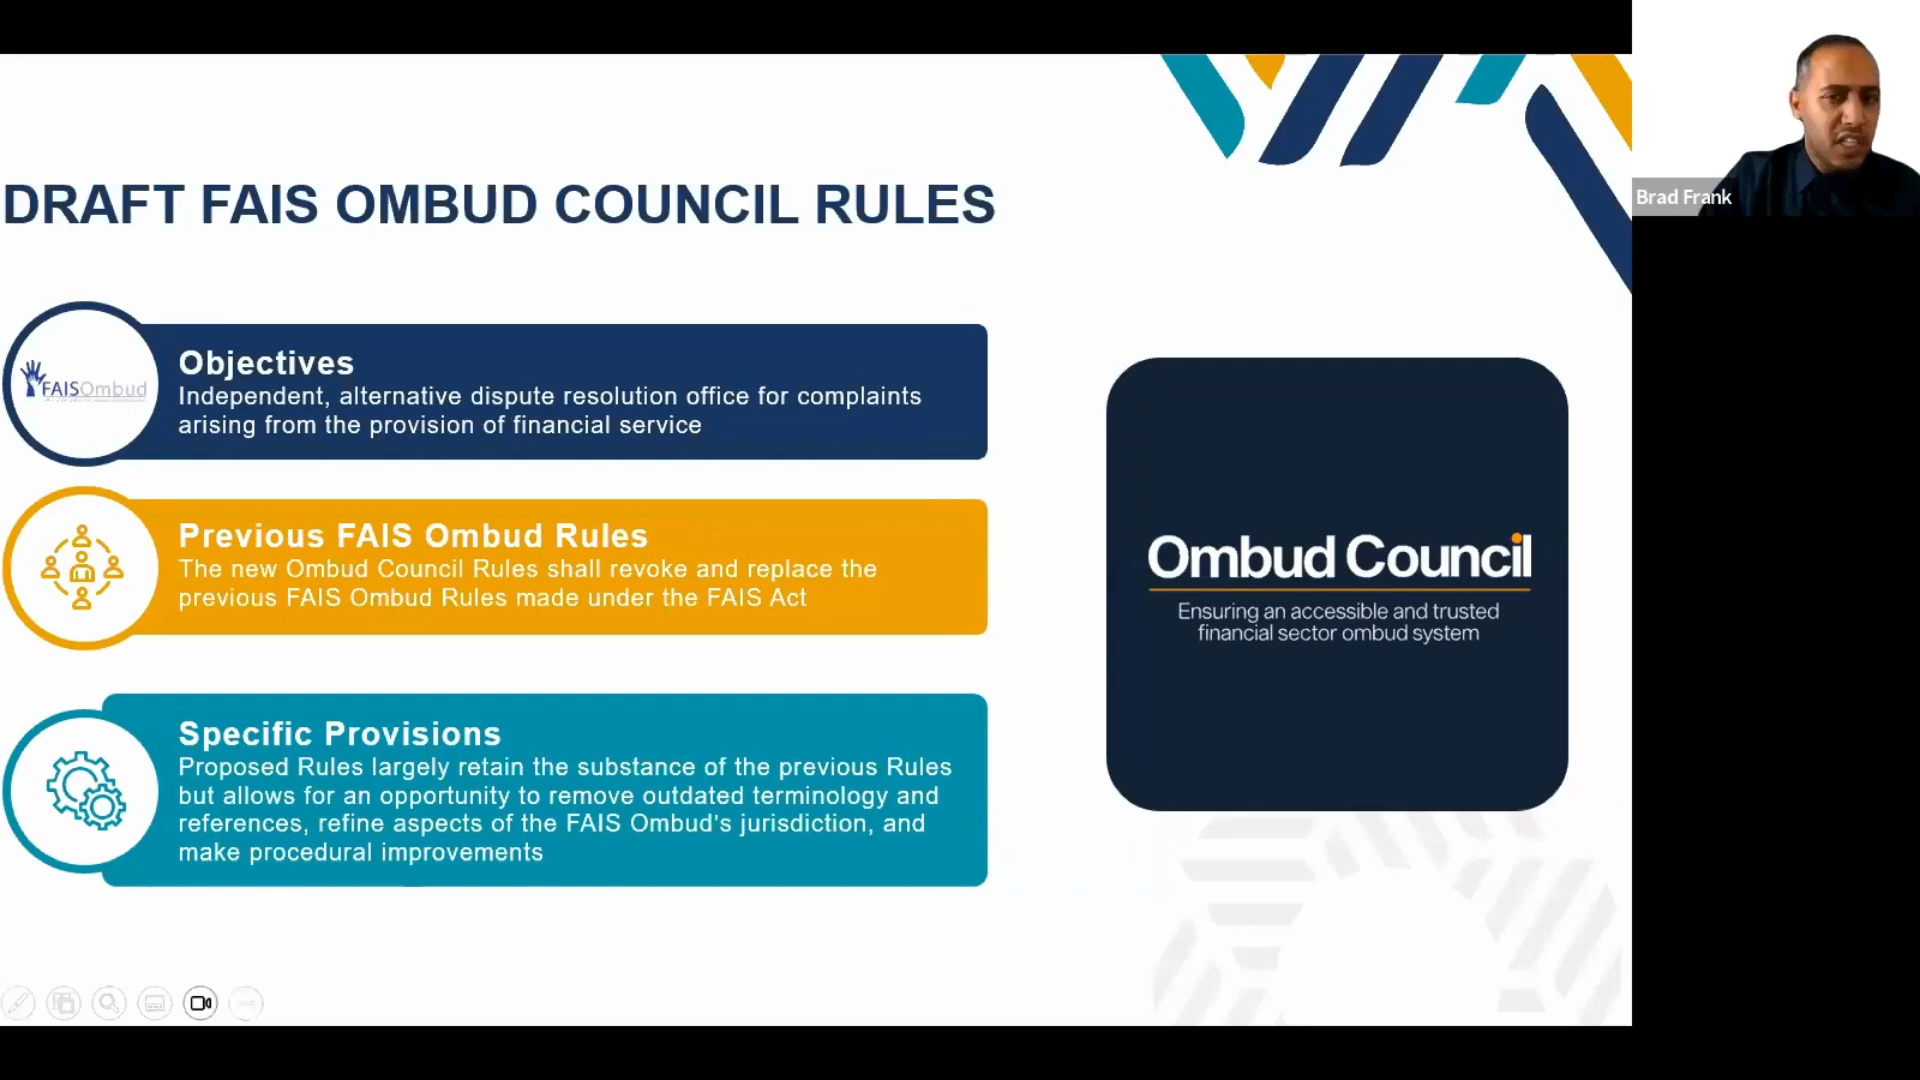 DRAFT FAIS OMBUD COUNCIL RULES
FAISOmbud
Objectives
Independent, alternative dispute resolution office for complaints
arising from the provision of financial service
Previous FAIS Ombud Rules
The new Ombud Council Rules shall revoke and replace the
previous FAIS Ombud Rules made under the FAIS Act
Specific Provisions
Proposed Rules largely retain the substance of the previous Rules
but allows for an opportunity to remove outdated terminology and
references, refine aspects of the FAIS Ombud's jurisdiction, and
make procedural improvements
Ombud Council
Ensuring an accessible and trusted
financial sector ombud system
Brad Frank